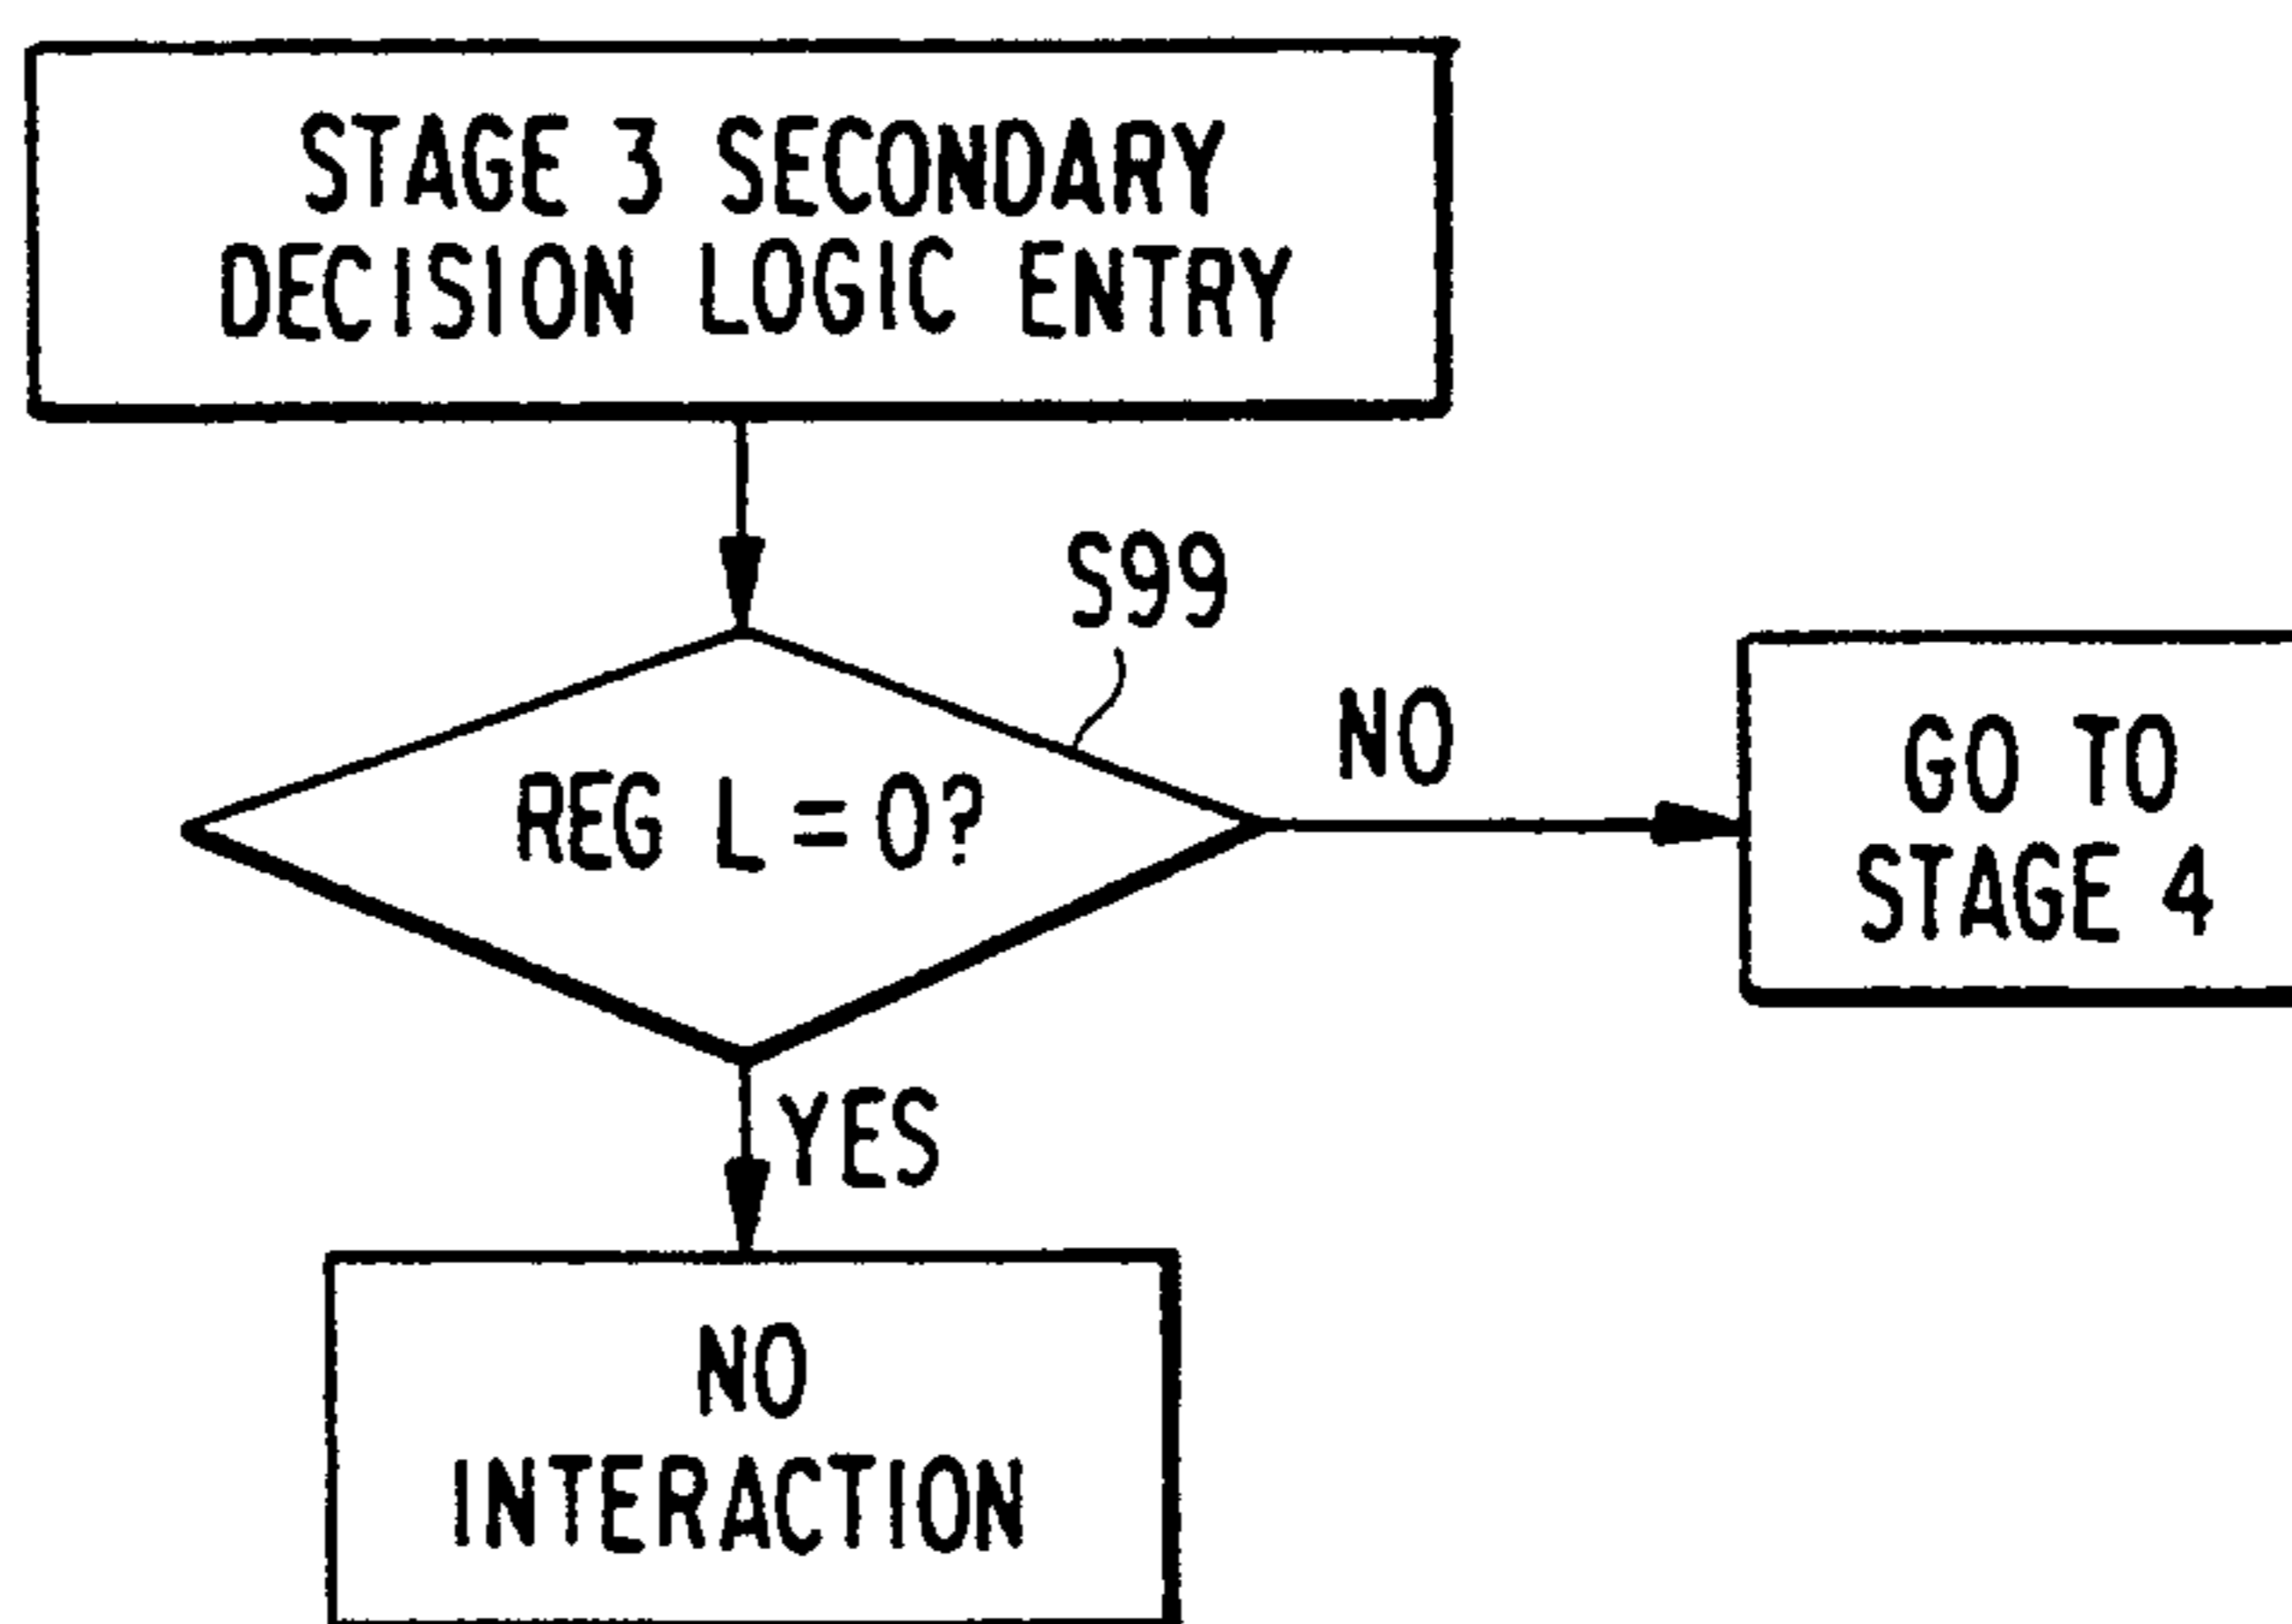 STAGE 3 SECONDARY
DECISION LOGIC ENTRY
S99
REG L = 0?
NO
GO TO
STAGE 4
YES
NO
INTERACTION